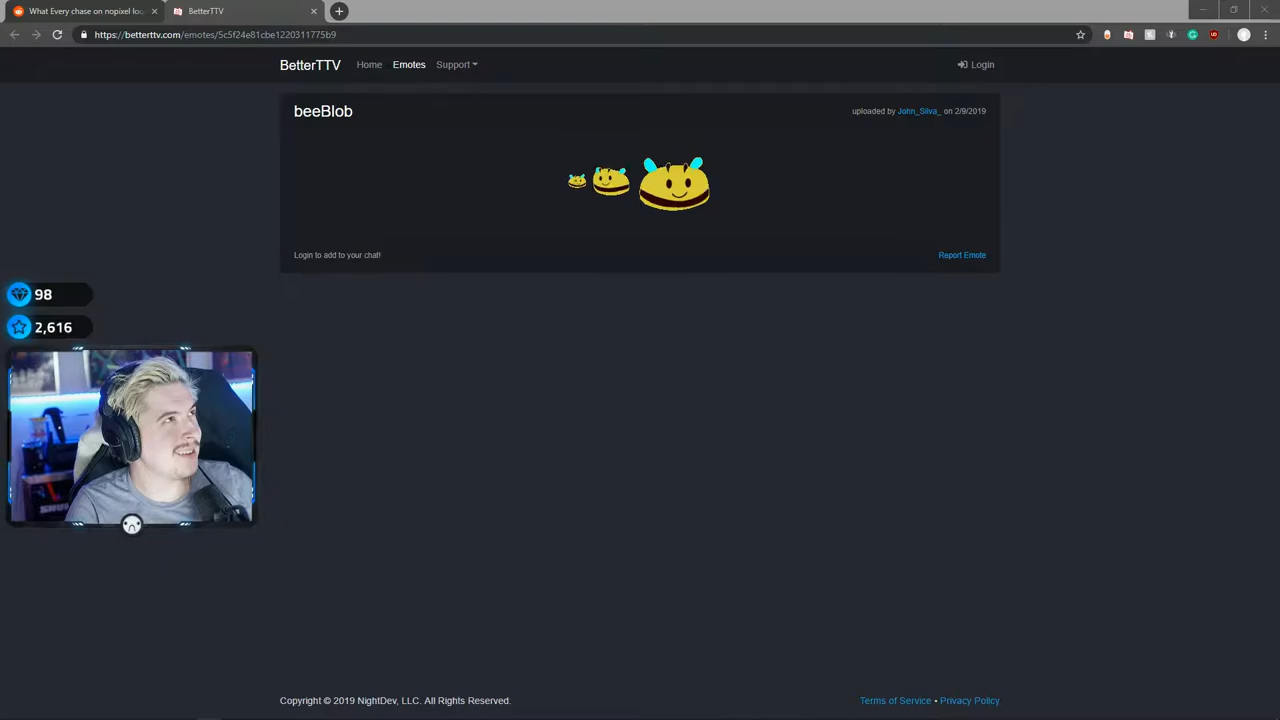 What Every chase on nopixel loo
BetterTTV
https://betterttv.com/emotes/5c5f24e81cbe1220311775b9
BetterTTV Home Emotes Support Login
beeBlob
uploaded by John_Silva_ on 2/9/2019
Login to add to your chat!
Report Emote
98
2,616
Copyright © 2019 NightDev, LLC. All Rights Reserved.
Terms of Service • Privacy Policy